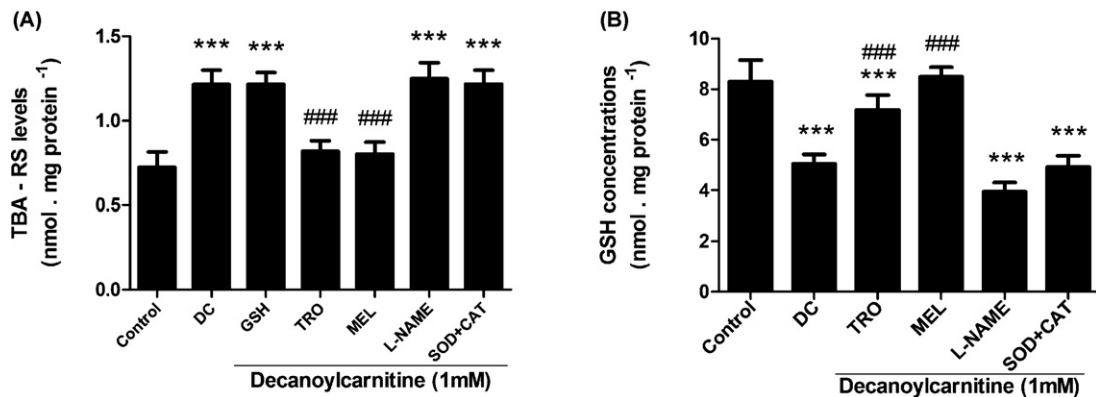 (A)
TBA - RS levels
(nmol . mg protein -1)
1.5
1.0
0.5
0.0
***
***
###
###
***
***
Control
DC
GSH
TRO
MEL
L-NAME
SOD+CAT
Decanoylcarnitine (1mM)
(B)
GSH concentrations
(nmol . mg protein -1)
10
8
6
4
2
0
***
###
***
###
***
***
Control
DC
TRO
MEL
L-NAME
SOD+CAT
Decanoylcarnitine (1mM)